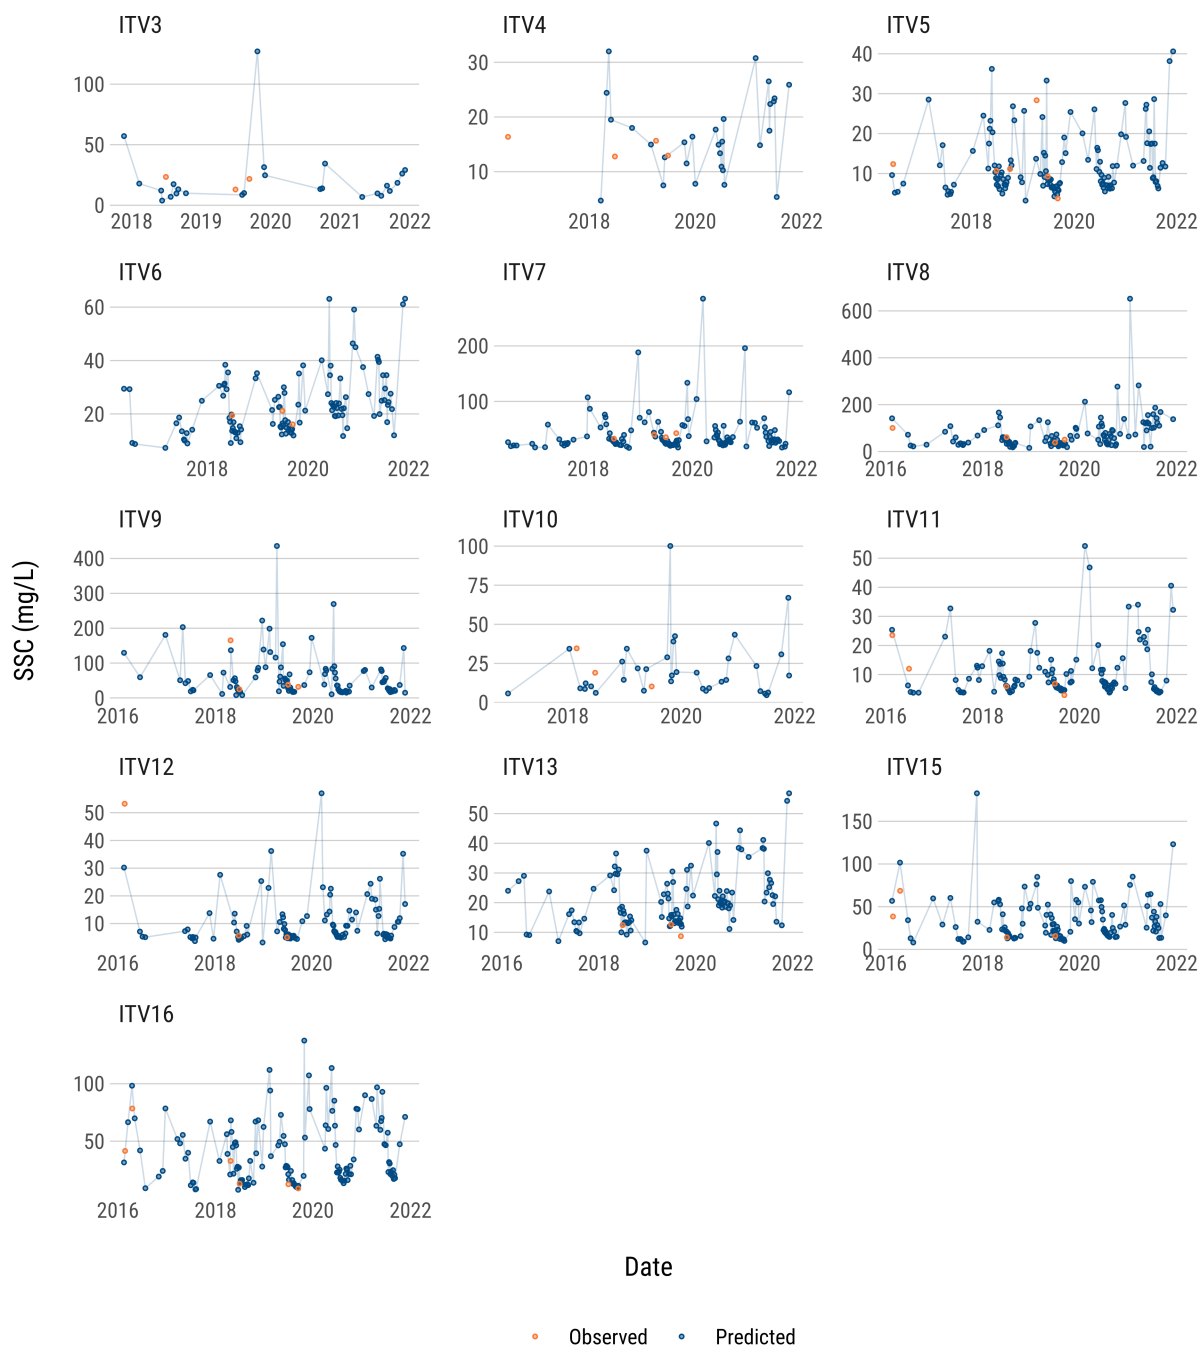 ITV3 ITV4 ITV5
100
50
0
2018 2019 2020 2021 2022
30
20
10
2018 2020 2022
40
30
20
10
2018 2020 2022
ITV6 ITV7 ITV8
60
40
20
2018 2020 2022
200
100
2018 2020 2022
600
400
200
0
2016 2018 2020 2022
ITV9 ITV10 ITV11
400
300
200
100
0
2016 2018 2020 2022
100
75
50
25
0
2018 2020 2022
50
40
30
20
10
2016 2018 2020 2022
ITV12 ITV13 ITV15
50
40
30
20
10
2016 2018 2020 2022
50
40
30
20
10
2016 2018 2020 2022
150
100
50
0
2016 2018 2020 2022
ITV16
100
50
2016 2018 2020 2022
SSC (mg/L)
Date
Observed Predicted